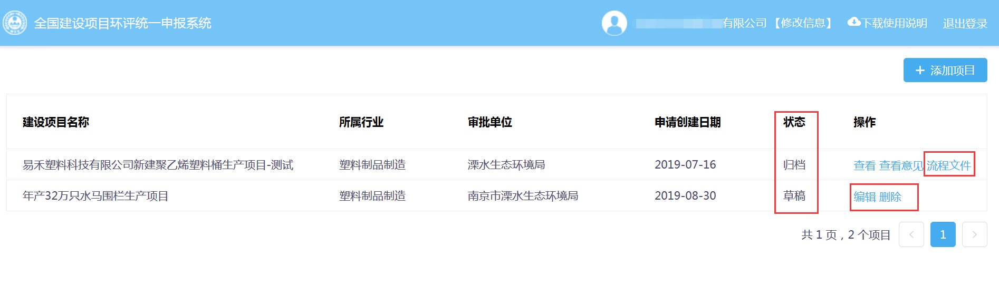 全国建设项目环评统一申报系统
有限公司 【修改信息】 下载使用说明 退出登录
+ 添加项目
建设项目名称 所属行业 审批单位 申请创建日期 状态 操作
易禾塑料科技有限公司新建聚乙烯塑料桶生产项目-测试 塑料制品制造 溧水生态环境局 2019-07-16 归档 查看 查看意见 流程文件
年产32万只水马围栏生产项目 塑料制品制造 南京市溧水生态环境局 2019-08-30 草稿 编辑 删除
共 1 页，2 个项目 < 1 >